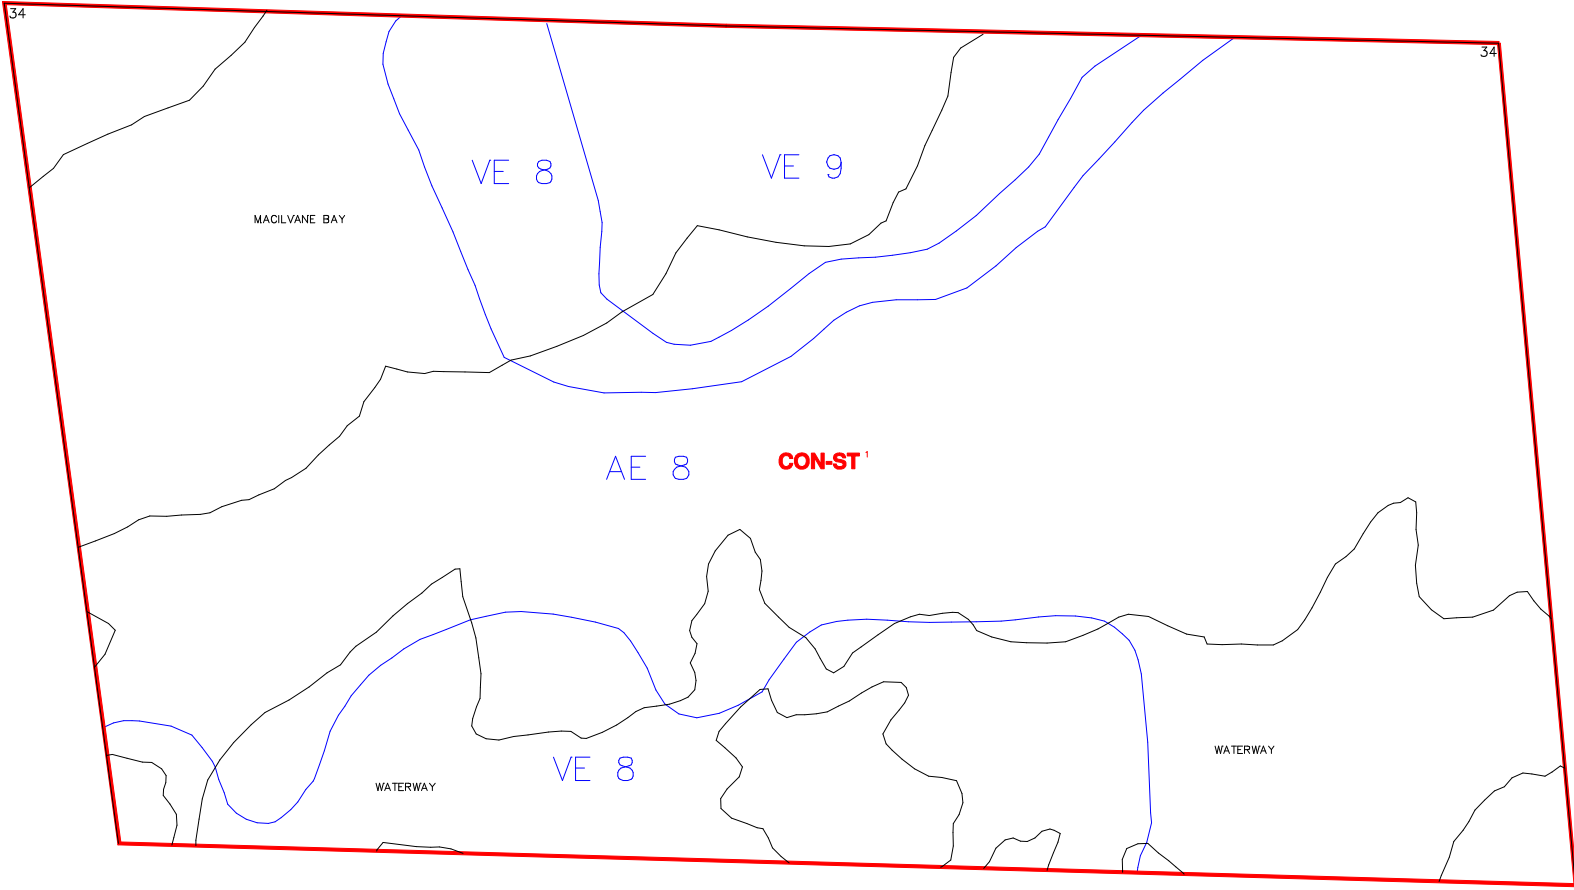 34
34
VE 8
VE 9
MACILVANE BAY
AE 8
CON-ST 1
WATERWAY
VE 8
WATERWAY